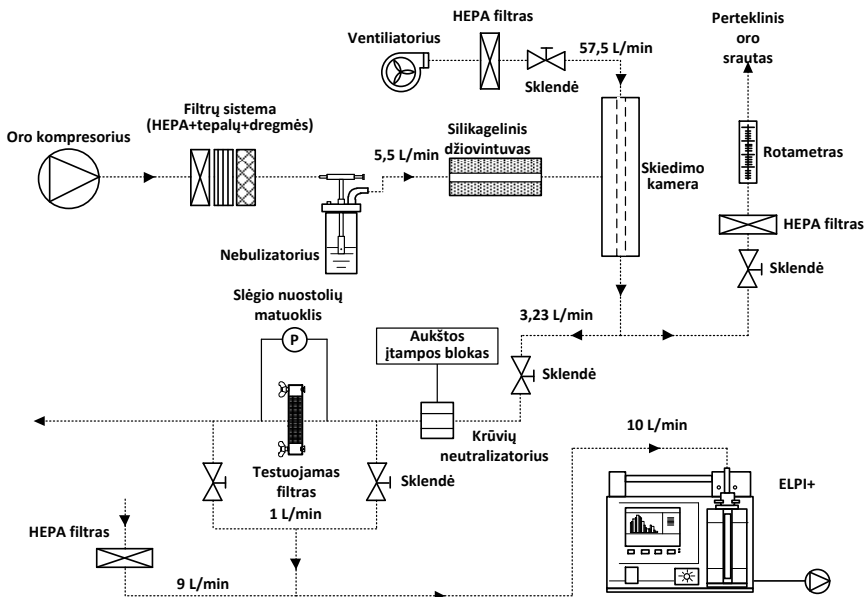 HEPA filtras
Ventiliatorius
57,5 L/min
Sklendė
Perteklinis
oro
srautas
Filtrų sistema
(HEPA+tepalų+dregmės)
Oro kompresorius
5,5 L/min
Silikagelinis
džiovintuvas
Skiedimo
kamera
Rotametras
HEPA filtras
Nebulizatorius
Sklendė
Slėgio nuostolių
matuoklis
P
3,23 L/min
Aukštos
įtampos blokas
Sklendė
Krūvių
neutralizatorius
10 L/min
Testuojamas
filtras
Sklendė
ELPI+
1 L/min
HEPA filtras
9 L/min